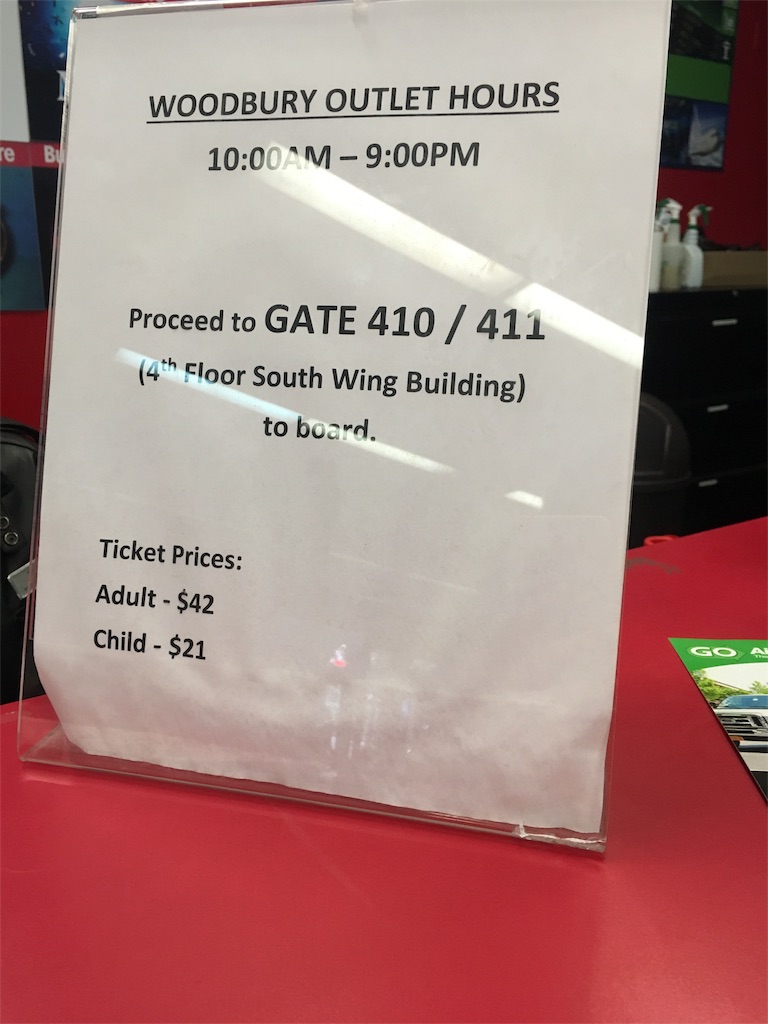 WOODBURY OUTLET HOURS
10:00AM – 9:00PM
Proceed to GATE 410 / 411
(4th Floor South Wing Building)
to board.
Ticket Prices:
Adult - $42
Child - $21
GO